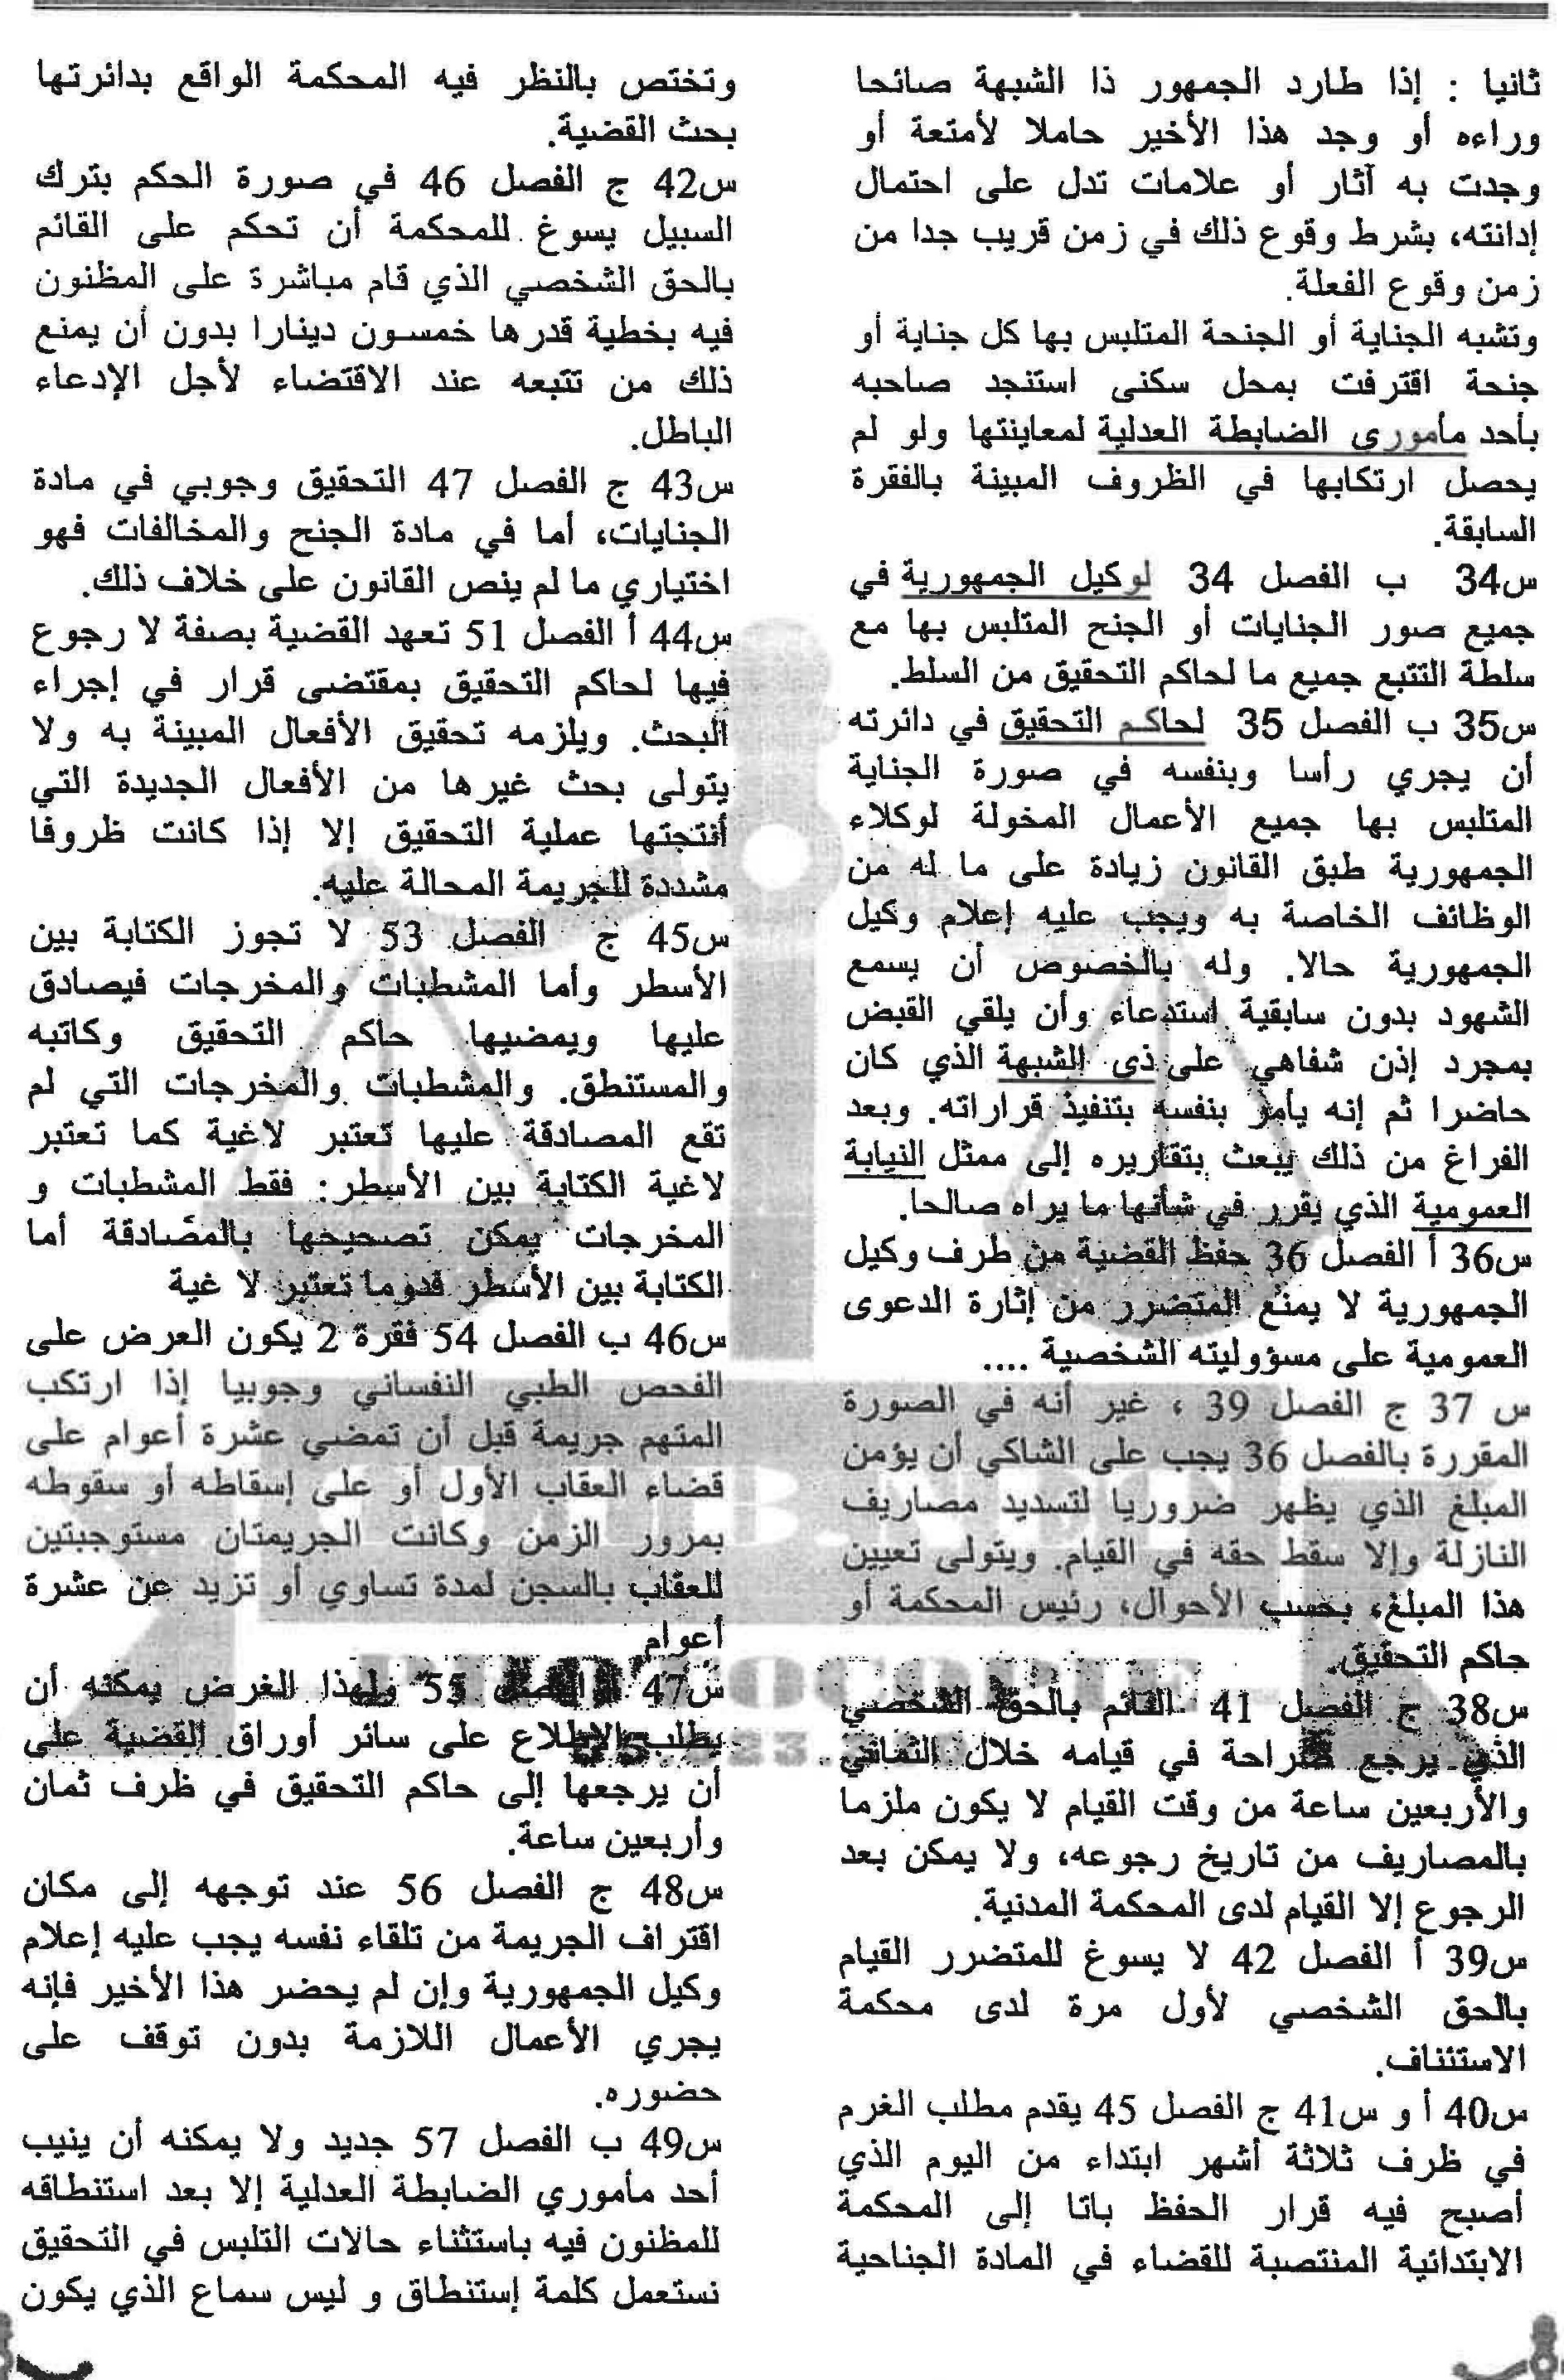 ثانيا : إذا طارد الجمهور ذا الشبهة صائحا
وراءه أو وجد هذا الأخير حاملا لأمتعة أو
وجدت به آثار أو علامات تدل على احتمال
إدانته، بشرط وقوع ذلك في زمن قريب جدا من
زمن وقوع الفعلة.
وتشبه الجناية أو الجنحة المتلبس بها كل جناية أو
جنحة اقترفت بمحل سكنى استنجد صاحبه
بأحد مأموري الضابطة العدلية لمعاينتها ولو لم
يحصل ارتكابها في الظروف المبينة بالفقرة
السابقة.
س34 ب الفصل 34 لوكيل الجمهورية في
جميع صور الجنايات أو الجنح المتلبس بها مع
سلطة التتبع جميع ما لحاكم التحقيق من السلط.
س35 ب الفصل 35 لحاكم التحقيق في دائرته
أن يجري رأسا وبنفسه في صورة الجناية
المتلبس بها جميع الأعمال المخولة لوكلاء
الجمهورية طبق القانون زيادة على ما له من
الوظائف الخاصة به ويجب عليه إعلام وكيل
الجمهورية حالا. وله بالخصوص أن يسمع
الشهود بدون سابقية استدعاء وأن يلقي القبض
بمجرد إذن شفاهي على ذي الشبهة الذي كان
حاضرا ثم إنه يأمر بنفسه بتنفيذ قراراته. وبعد
الفراغ من ذلك يبعث بتقاريره إلى ممثل النيابة
العمومية الذي يقرر في شأنها ما يراه صالحا.
س36 أ الفصل 36 حفظ القضية من طرف وكيل
الجمهورية لا يمنع المتضرر من إثارة الدعوى
العمومية على مسؤوليته الشخصية ....
س 37 ج الفصل 39 ، غير أنه في الصورة
المقررة بالفصل 36 يجب على الشاكي أن يؤمن
المبلغ الذي يظهر ضروريا لتسديد مصاريف
النازلة وإلا سقط حقه في القيام. ويتولى تعيين
هذا المبلغ، بحسب الأحوال، رئيس المحكمة أو
حاكم التحقيق.
س38 ج الفصل 41 القائم بالحق الشخصي
الذي يرجع صراحة في قيامه خلال الثماني
والأربعين ساعة من وقت القيام لا يكون ملزما
بالمصاريف من تاريخ رجوعه، ولا يمكن بعد
الرجوع إلا القيام لدى المحكمة المدنية.
س39 أ الفصل 42 لا يسوغ للمتضرر القيام
بالحق الشخصي لأول مرة لدى محكمة
الاستئناف.
س40 أ و س41 ج الفصل 45 يقدم مطلب الغرم
في ظرف ثلاثة أشهر ابتداء من اليوم الذي
أصبح فيه قرار الحفظ باتا إلى المحكمة
الابتدائية المنتصبة للقضاء في المادة الجناحية
وتختص بالنظر فيه المحكمة الواقع بدائرتها
بحث القضية.
س42 ج الفصل 46 في صورة الحكم بترك
السبيل يسوغ للمحكمة أن تحكم على القائم
بالحق الشخصي الذي قام مباشرة على المظنون
فيه بخطية قدرها خمسون دينارا بدون أن يمنع
ذلك من تتبعه عند الاقتضاء لأجل الإدعاء
الباطل.
س43 ج الفصل 47 التحقيق وجوبي في مادة
الجنايات، أما في مادة الجنح والمخالفات فهو
اختياري ما لم ينص القانون على خلاف ذلك.
س44 أ الفصل 51 تعهد القضية بصفة لا رجوع
فيها لحاكم التحقيق بمقتضى قرار في إجراء
البحث. ويلزمه تحقيق الأفعال المبينة به ولا
يتولى بحث غيرها من الأفعال الجديدة التي
أنتجتها عملية التحقيق إلا إذا كانت ظروفا
مشددة للجريمة المحالة عليه.
س45 ج الفصل 53 لا تجوز الكتابة بين
الأسطر وأما المشطبات والمخرجات فيصادق
عليها ويمضيها حاكم التحقيق وكاتبه
والمستنطق. والمشطبات والمخرجات التي لم
تقع المصادقة عليها تعتبر لاغية كما تعتبر
لاغية الكتابة بين الأسطر: فقط المشطبات و
المخرجات يمكن تصحيحها بالمصادقة أما
الكتابة بين الأسطر قدوما تعتبر لا غية
س46 ب الفصل 54 فقرة 2 يكون العرض على
الفحص الطبي النفساني وجوبيا إذا ارتكب
المتهم جريمة قبل أن تمضي عشرة أعوام على
قضاء العقاب الأول أو على إسقاطه أو سقوطه
بمرور الزمن وكانت الجريمتان مستوجبتين
للعقاب بالسجن لمدة تساوي أو تزيد عن عشرة
أعوام
س47 الفصل 55 ولهذا الغرض يمكنه أن
يطلب الإطلاع على سائر أوراق القضية على
أن يرجعها إلى حاكم التحقيق في ظرف ثمان
وأربعين ساعة.
س48 ج الفصل 56 عند توجهه إلى مكان
اقتراف الجريمة من تلقاء نفسه يجب عليه إعلام
وكيل الجمهورية وإن لم يحضر هذا الأخير فإنه
يجري الأعمال اللازمة بدون توقف على
حضوره.
س49 ب الفصل 57 جديد ولا يمكنه أن ينيب
أحد مأموري الضابطة العدلية إلا بعد استنطاقه
للمظنون فيه باستثناء حالات التلبس في التحقيق
نستعمل كلمة إستنطاق و ليس سماع الذي يكون